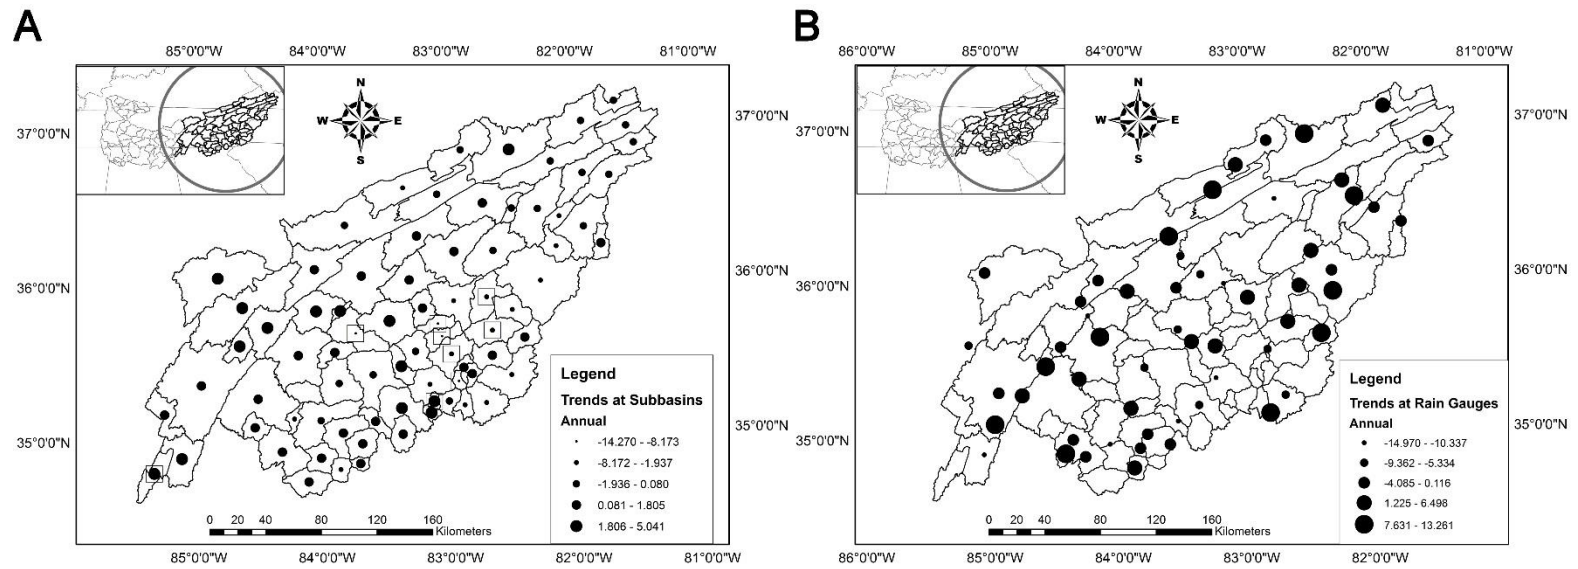 A
85°0'0"W 84°0'0"W 83°0'0"W 82°0'0"W 81°0'0"W
N
W E
S
37°0'0"N 37°0'0"N
36°0'0"N 36°0'0"N
35°0'0"N 35°0'0"N
Legend
Trends at Subbasins
Annual
-14.270 - -8.173
-8.172 - -1.937
-1.936 - 0.080
0.081 - 1.805
1.806 - 5.041
0 20 40 80 120 160
Kilometers
85°0'0"W 84°0'0"W 83°0'0"W 82°0'0"W 81°0'0"W
B
86°0'0"W 85°0'0"W 84°0'0"W 83°0'0"W 82°0'0"W 81°0'0"W
N
W E
S
37°0'0"N 37°0'0"N
36°0'0"N 36°0'0"N
35°0'0"N 35°0'0"N
Legend
Trends at Rain Gauges
Annual
-14.970 - -10.337
-9.362 - -5.334
-4.085 - 0.116
1.225 - 6.498
7.631 - 13.261
0 20 40 80 120 160
Kilometers
86°0'0"W 85°0'0"W 84°0'0"W 83°0'0"W 82°0'0"W